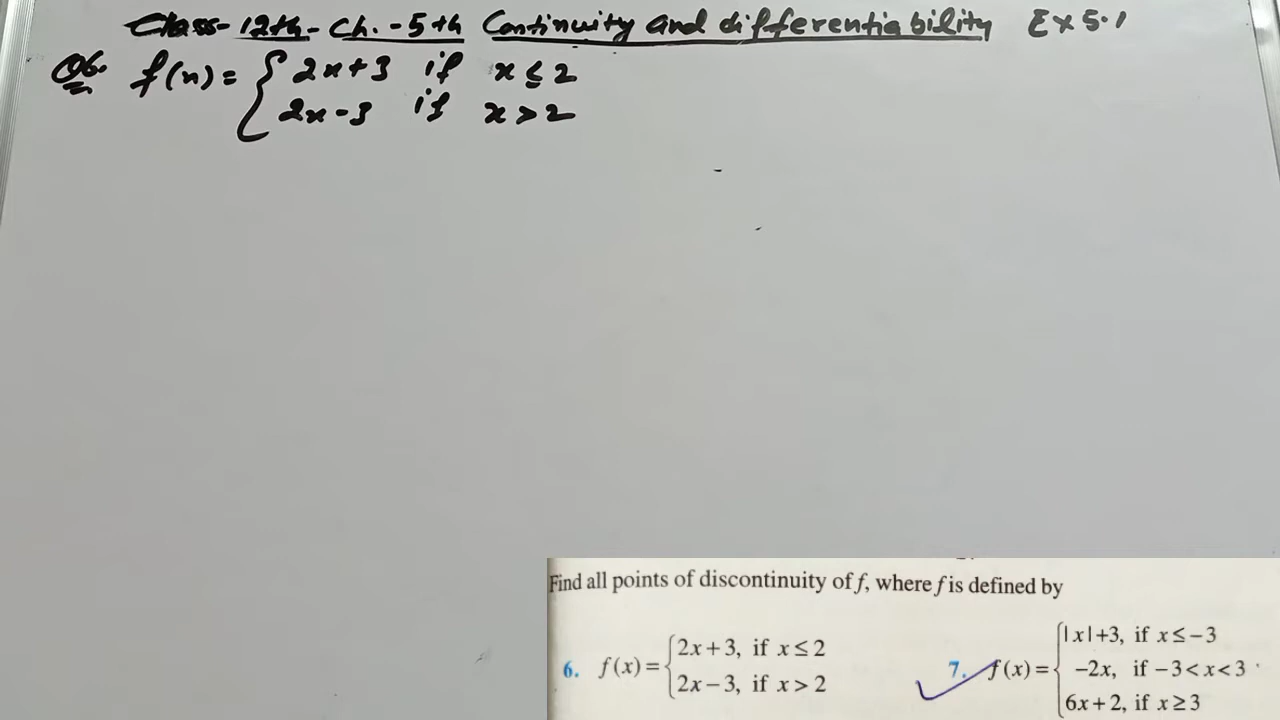 Class-12th-Ch.-5th Continuity and differentiability Ex 5.1
Q6. f(x)= { 2x+3 if x≤2
2x-3 if x>2
Find all points of discontinuity of f, where f is defined by
6. f(x)= { 2x+3, if x≤2
2x-3, if x>2
7. f(x)= { |x|+3, if x≤-3
-2x, if -3<x<3
6x+2, if x≥3